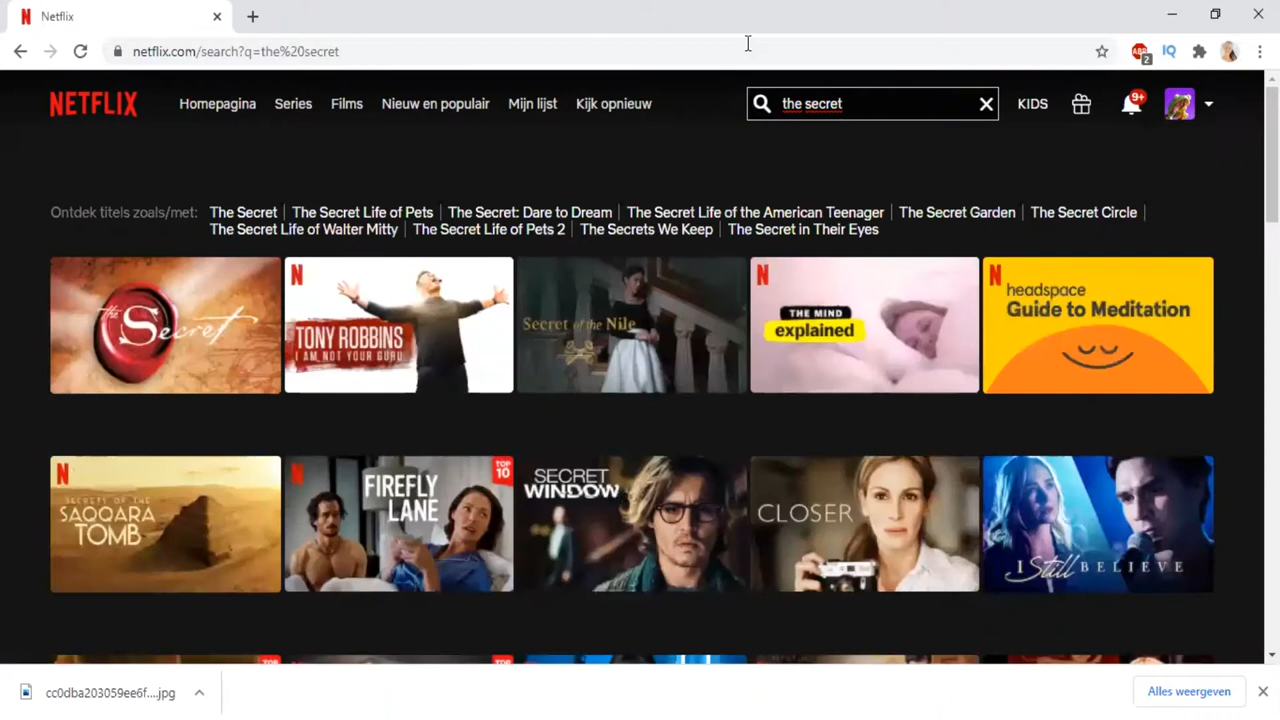 Netflix
netflix.com/search?q=the%20secret
2
NETFLIX Homepagina Series Films Nieuw en populair Mijn lijst Kijk opnieuw the secret KIDS 9+
Ontdek titels zoals/met: The Secret The Secret Life of Pets The Secret: Dare to Dream The Secret Life of the American Teenager The Secret Garden The Secret Circle
The Secret Life of Walter Mitty The Secret Life of Pets 2 The Secrets We Keep The Secret in Their Eyes
the Secret
N
TONY ROBBINS
I AM NOT YOUR GURU
Secret of the Nile
N
THE MIND
explained
N
headspace
Guide to Meditation
N
SECRETS OF THE
SAQQARA
TOMB
N
TOP
10
FIREFLY
LANE
SECRET
WINDOW
CLOSER
I Still BELIEVE
TOP
TOP
cc0dba203059ee6f....jpg
Alles weergeven
ABP
IQ